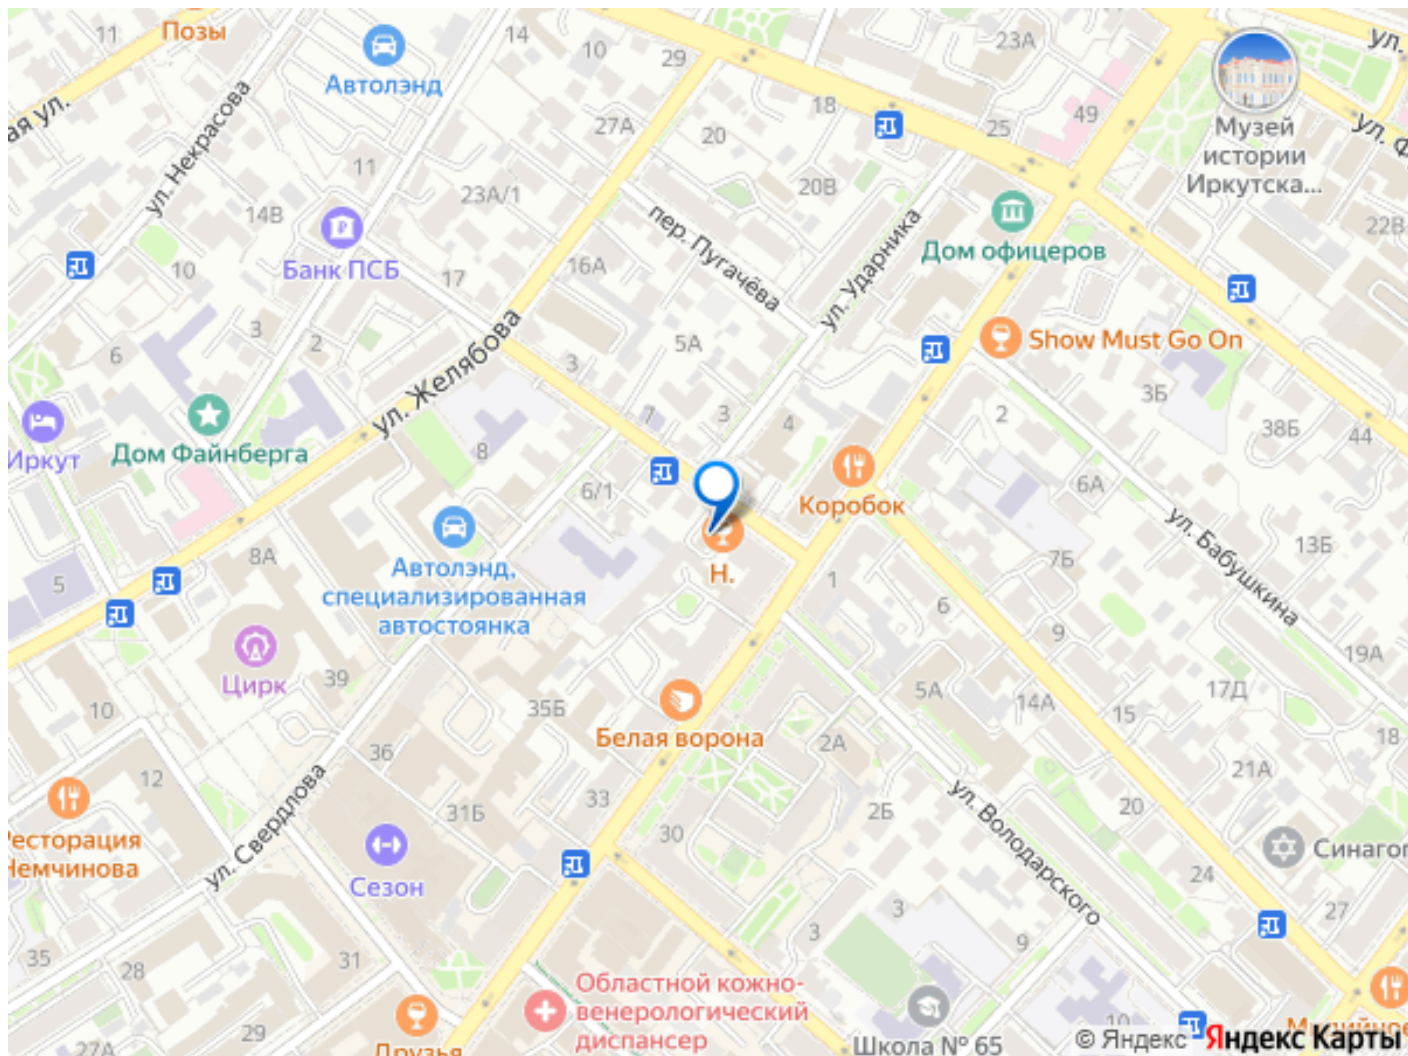 11
Позы
14
10
29
23А
ул.
Автолэнд
ул. Некрасова
27А
18
20
25
49
Музей
истории
Иркутска...
ая ул.
ул. Ф
11
23А/1
20В
14В
пер. Пугачёва
ул. Ударника
Дом офицеров
22В
Банк ПСБ
10
17
16А
3
2
6
5А
3
Show Must Go On
ул. Желябова
3Б
7
3
4
2
38Б
44
Иркут
Дом Файнберга
8
6/1
Коробок
6А
ул. Бабушкина
5
8А
Автолэнд,
специализированная
автостоянка
Н.
1
7Б
13Б
6
9
Цирк
39
19А
10
35Б
5А
14А
15
17Д
Белая ворона
36
2А
18
12
ул. Свердлова
31Б
33
30
2Б
ул. Володарского
20
21А
есторация
Немчинова
Сезон
Синагог
24
3
3
9
27
35
28
31
29
27А
Друзья
Областной кожно-
венерологический
диспансер
Школа № 65
10
© Яндекс Яндекс Карты